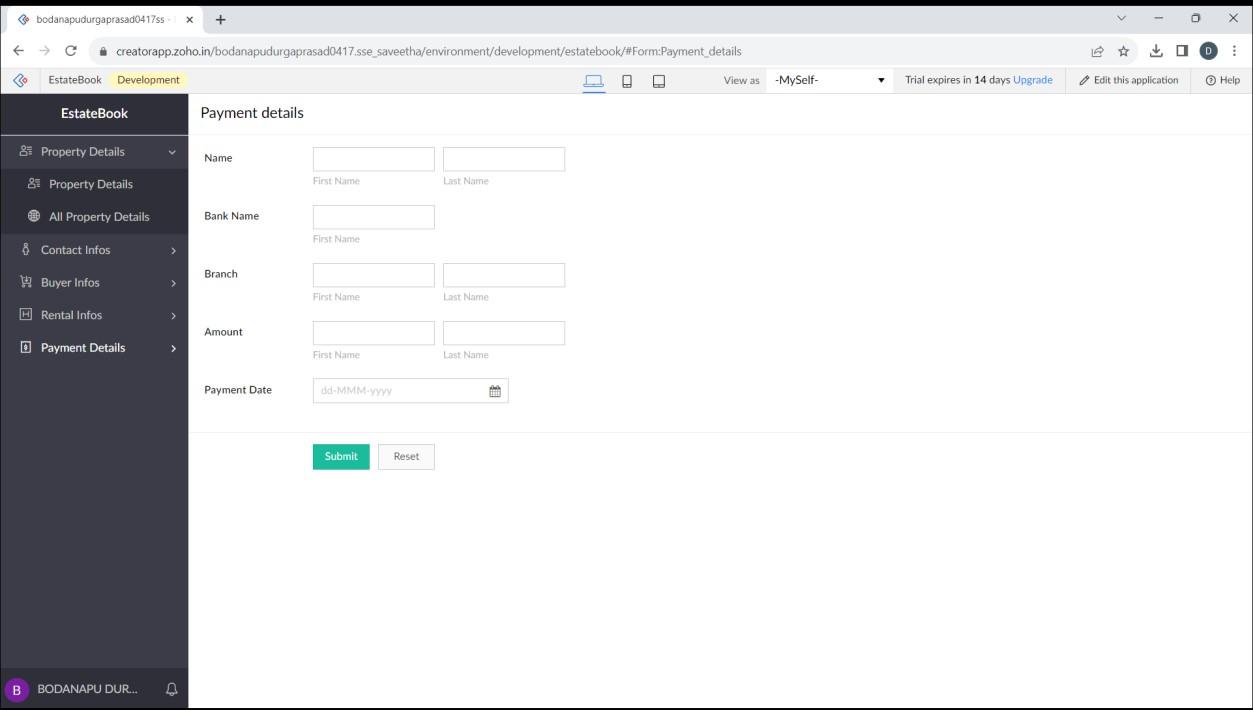 bodanapudurgaprasad0417ss -
creatorapp.zoho.in/bodanapudurgaprasad0417.sse_saveetha/environment/development/estatebook/#Form:Payment_details
D
EstateBook Development View as -MySelf- Trial expires in 14 days Upgrade Edit this application Help
EstateBook
Property Details
Property Details
All Property Details
Contact Infos
Buyer Infos
Rental Infos
Payment Details
B BODANAPU DUR...
Payment details
Name
First Name Last Name
Bank Name
First Name
Branch
First Name Last Name
Amount
First Name Last Name
Payment Date dd-MMM-yyyy
Submit Reset